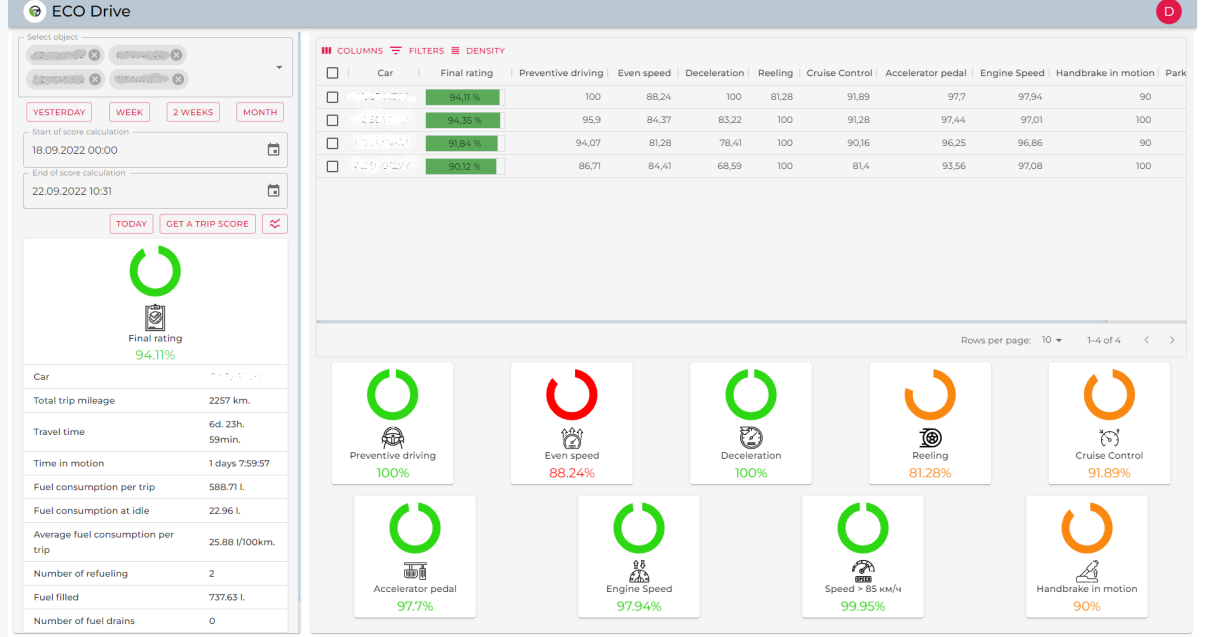 ECO Drive
D
Select object
YESTERDAY
WEEK
2 WEEKS
MONTH
Start of score calculation
18.09.2022 00:00
End of score calculation
22.09.2022 10:31
TODAY
GET A TRIP SCORE
Final rating
94.11%
Car
Total trip mileage 2257 km.
Travel time 6d. 23h.
59min.
Time in motion 1 days 7:59:57
Fuel consumption per trip 588.71 l.
Fuel consumption at idle 22.96 l.
Average fuel consumption per
trip 25.88 l/100km.
Number of refueling 2
Fuel filled 737.63 l.
Number of fuel drains 0
COLUMNS FILTERS DENSITY
Car Final rating Preventive driving Even speed Deceleration Reeling Cruise Control Accelerator pedal Engine Speed Handbrake in motion Park
94,11 % 100 88,24 100 81,28 91,89 97,7 97,94 90
94,35 % 95,9 84,37 83,22 100 91,28 97,44 97,01 100
91,84 % 94,07 81,28 78,41 100 90,16 96,25 96,86 90
90,12 % 86,71 84,41 68,59 100 81,4 93,56 97,08 100
Rows per page: 10 1-4 of 4
Preventive driving
100%
Even speed
88.24%
Deceleration
100%
Reeling
81.28%
Cruise Control
91.89%
Accelerator pedal
97.7%
Engine Speed
97.94%
SPEED
Speed > 85 км/ч
99.95%
Handbrake in motion
90%